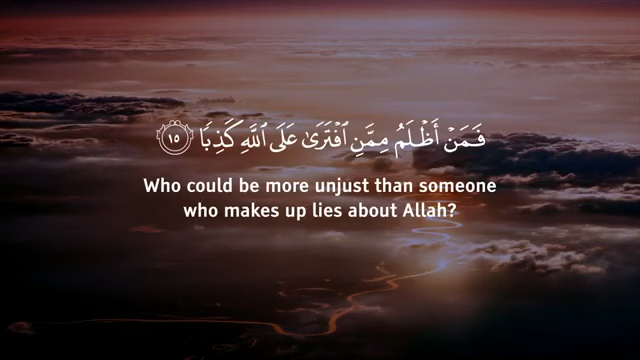 فَمَنۡ أَظۡلَمُ مِمَّنِ ٱفۡتَرَىٰ عَلَى ٱللَّهِ كَذِبٗا ١٥
Who could be more unjust than someone
who makes up lies about Allah?